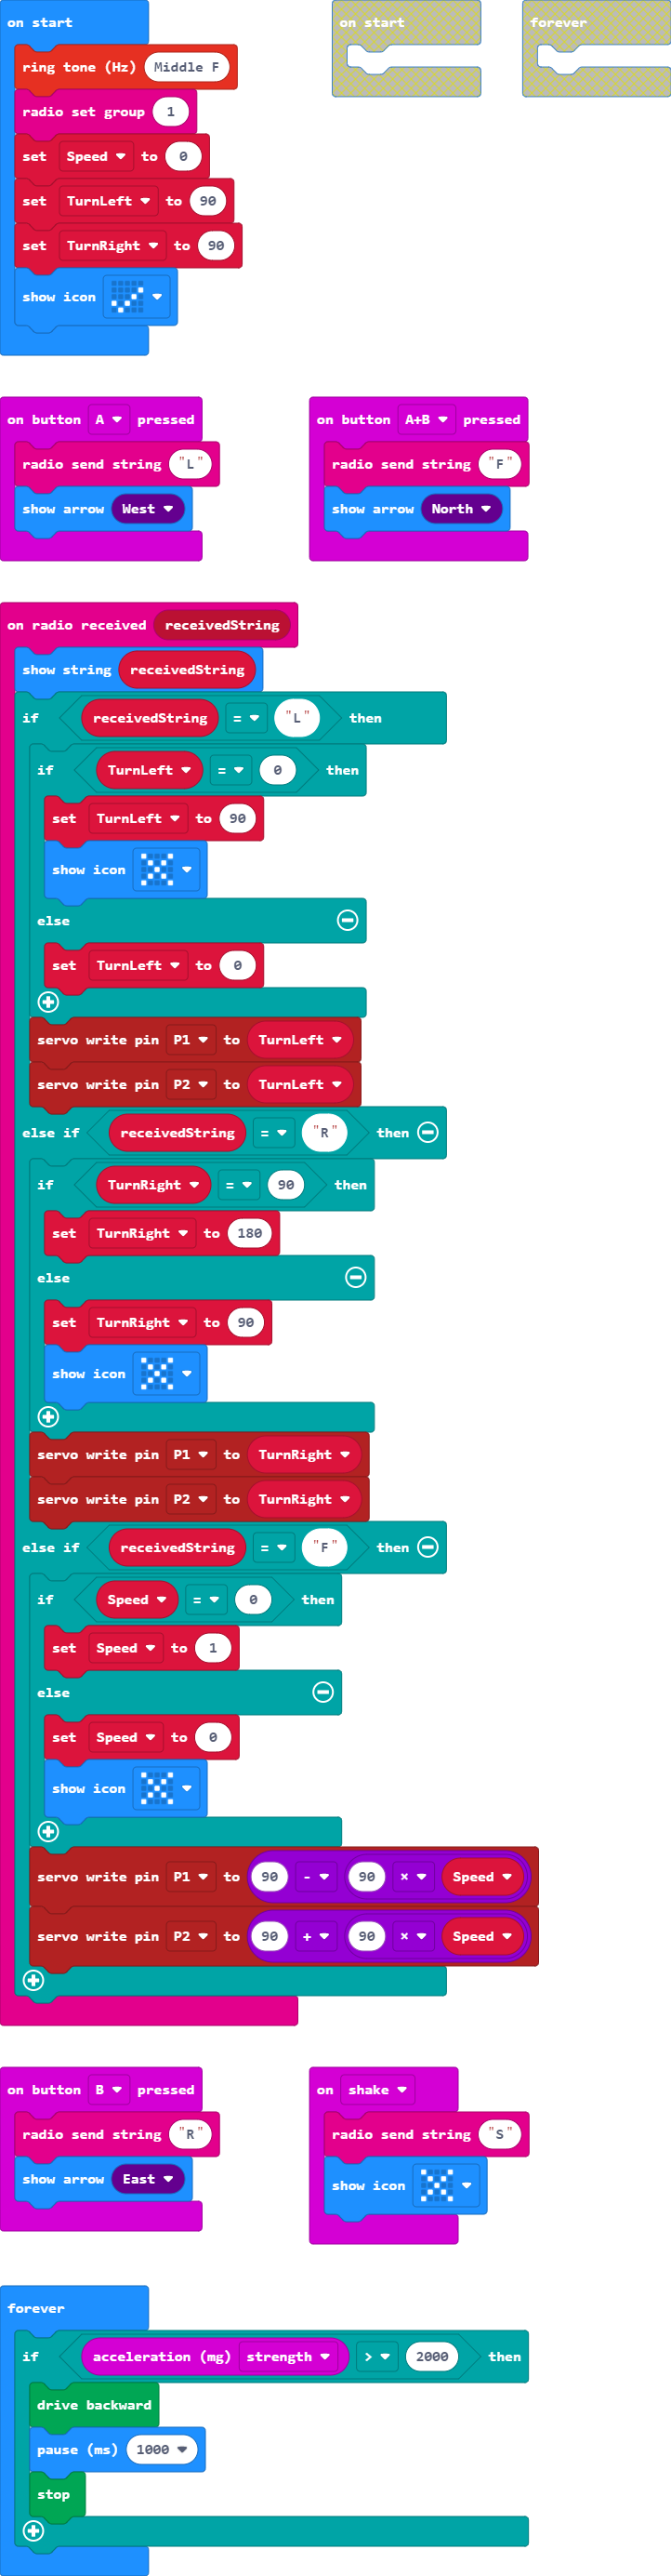 on start
ring tone (Hz) Middle F
radio set group 1
set Speed to 0
set TurnLeft to 90
set TurnRight to 90
show icon
on start
forever
on button A pressed
radio send string "L"
show arrow West
on button A+B pressed
radio send string "F"
show arrow North
on radio received receivedString
show string receivedString
if receivedString = "L" then
if TurnLeft = 0 then
set TurnLeft to 90
show icon
else
set TurnLeft to 0
servo write pin P1 to TurnLeft
servo write pin P2 to TurnLeft
else if receivedString = "R" then
if TurnRight = 90 then
set TurnRight to 180
else
set TurnRight to 90
show icon
servo write pin P1 to TurnRight
servo write pin P2 to TurnRight
else if receivedString = "F" then
if Speed = 0 then
set Speed to 1
else
set Speed to 0
show icon
servo write pin P1 to 90 - 90 × Speed
servo write pin P2 to 90 + 90 × Speed
on button B pressed
radio send string "R"
show arrow East
on shake
radio send string "S"
show icon
forever
if acceleration (mg) strength > 2000 then
drive backward
pause (ms) 1000
stop